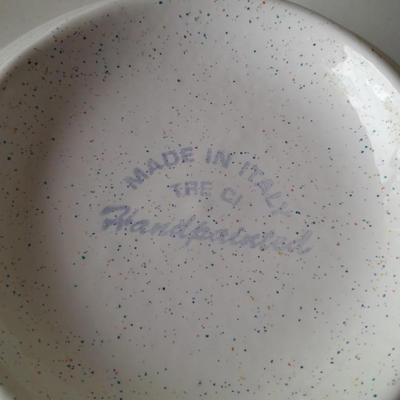 MADE IN ITALY
TRE CI
Handpainted